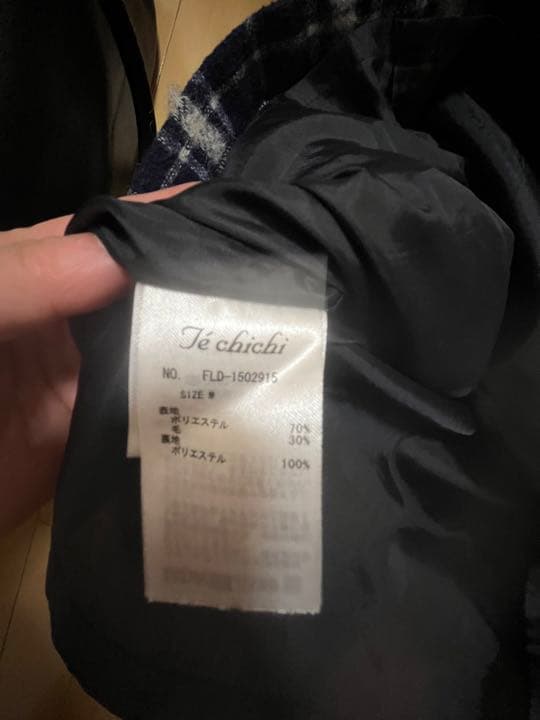 Té chichi
NO. FLD-1502915
SIZE M
表地
ポリエステル 70%
毛 30%
裏地
ポリエステル 100%